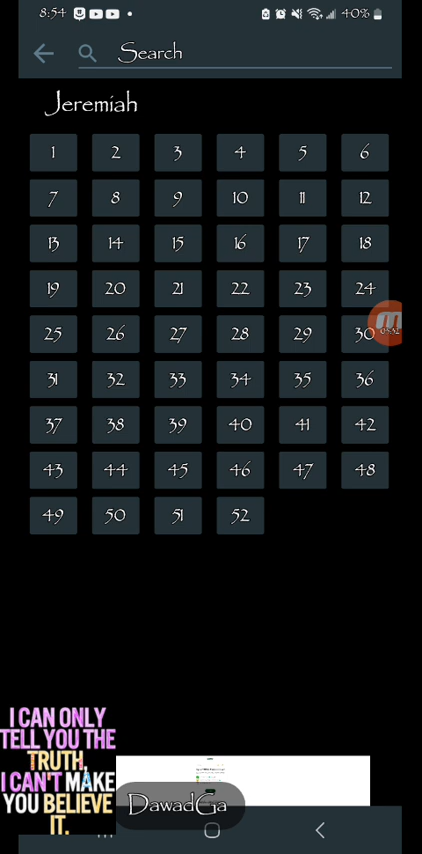 8:54 40%
Search
Jeremiah
1 2 3 4 5 6
7 8 9 10 11 12
13 14 15 16 17 18
19 20 21 22 23 24
25 26 27 28 29 30
05:32
31 32 33 34 35 36
37 38 39 40 41 42
43 44 45 46 47 48
49 50 51 52
I CAN ONLY
TELL YOU THE
TRUTH,
I CAN'T MAKE
YOU BELIEVE
IT.
DawadGa